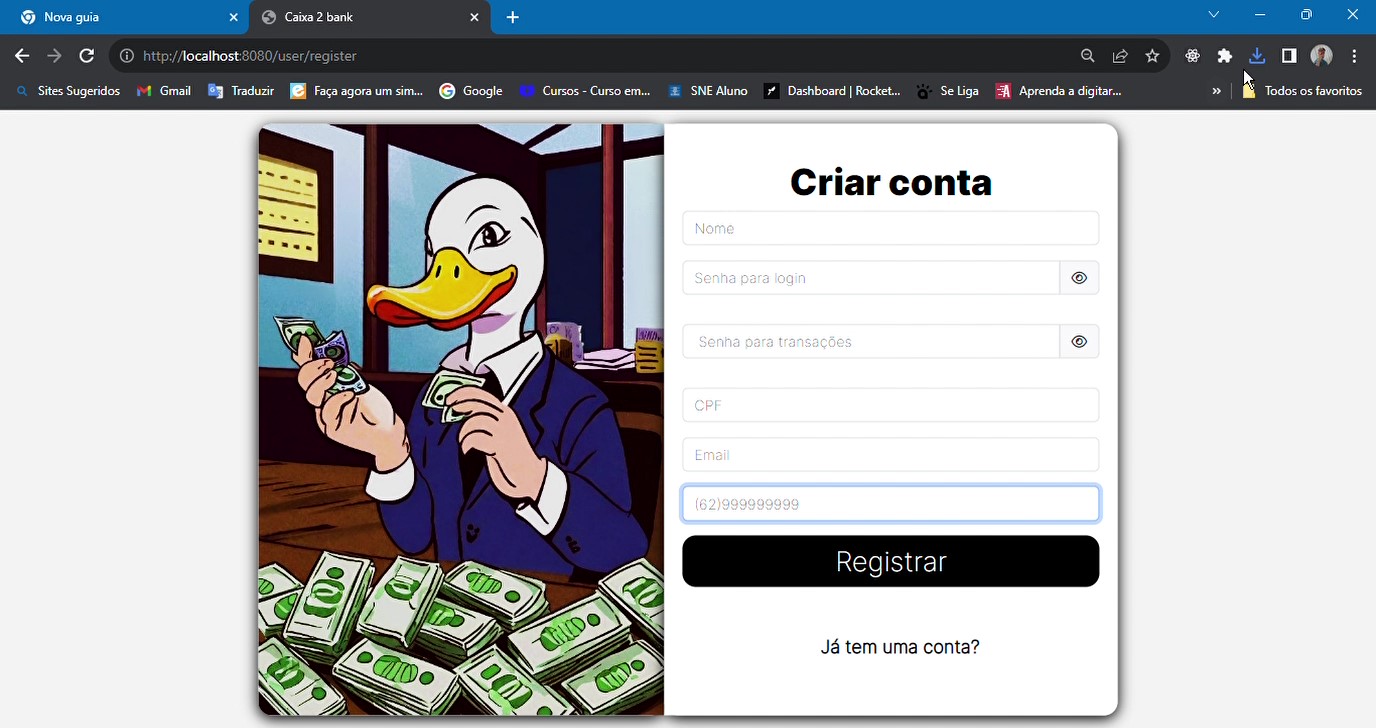 Nova guia
Caixa 2 bank
http://localhost:8080/user/register
Sites Sugeridos
Gmail
Traduzir
Faça agora um sim...
Google
Cursos - Curso em...
SNE Aluno
Dashboard | Rocket...
Se Liga
Aprenda a digitar...
»
Todos os favoritos
Criar conta
Nome
Senha para login
Senha para transações
CPF
Email
(62)999999999
Registrar
Já tem uma conta?